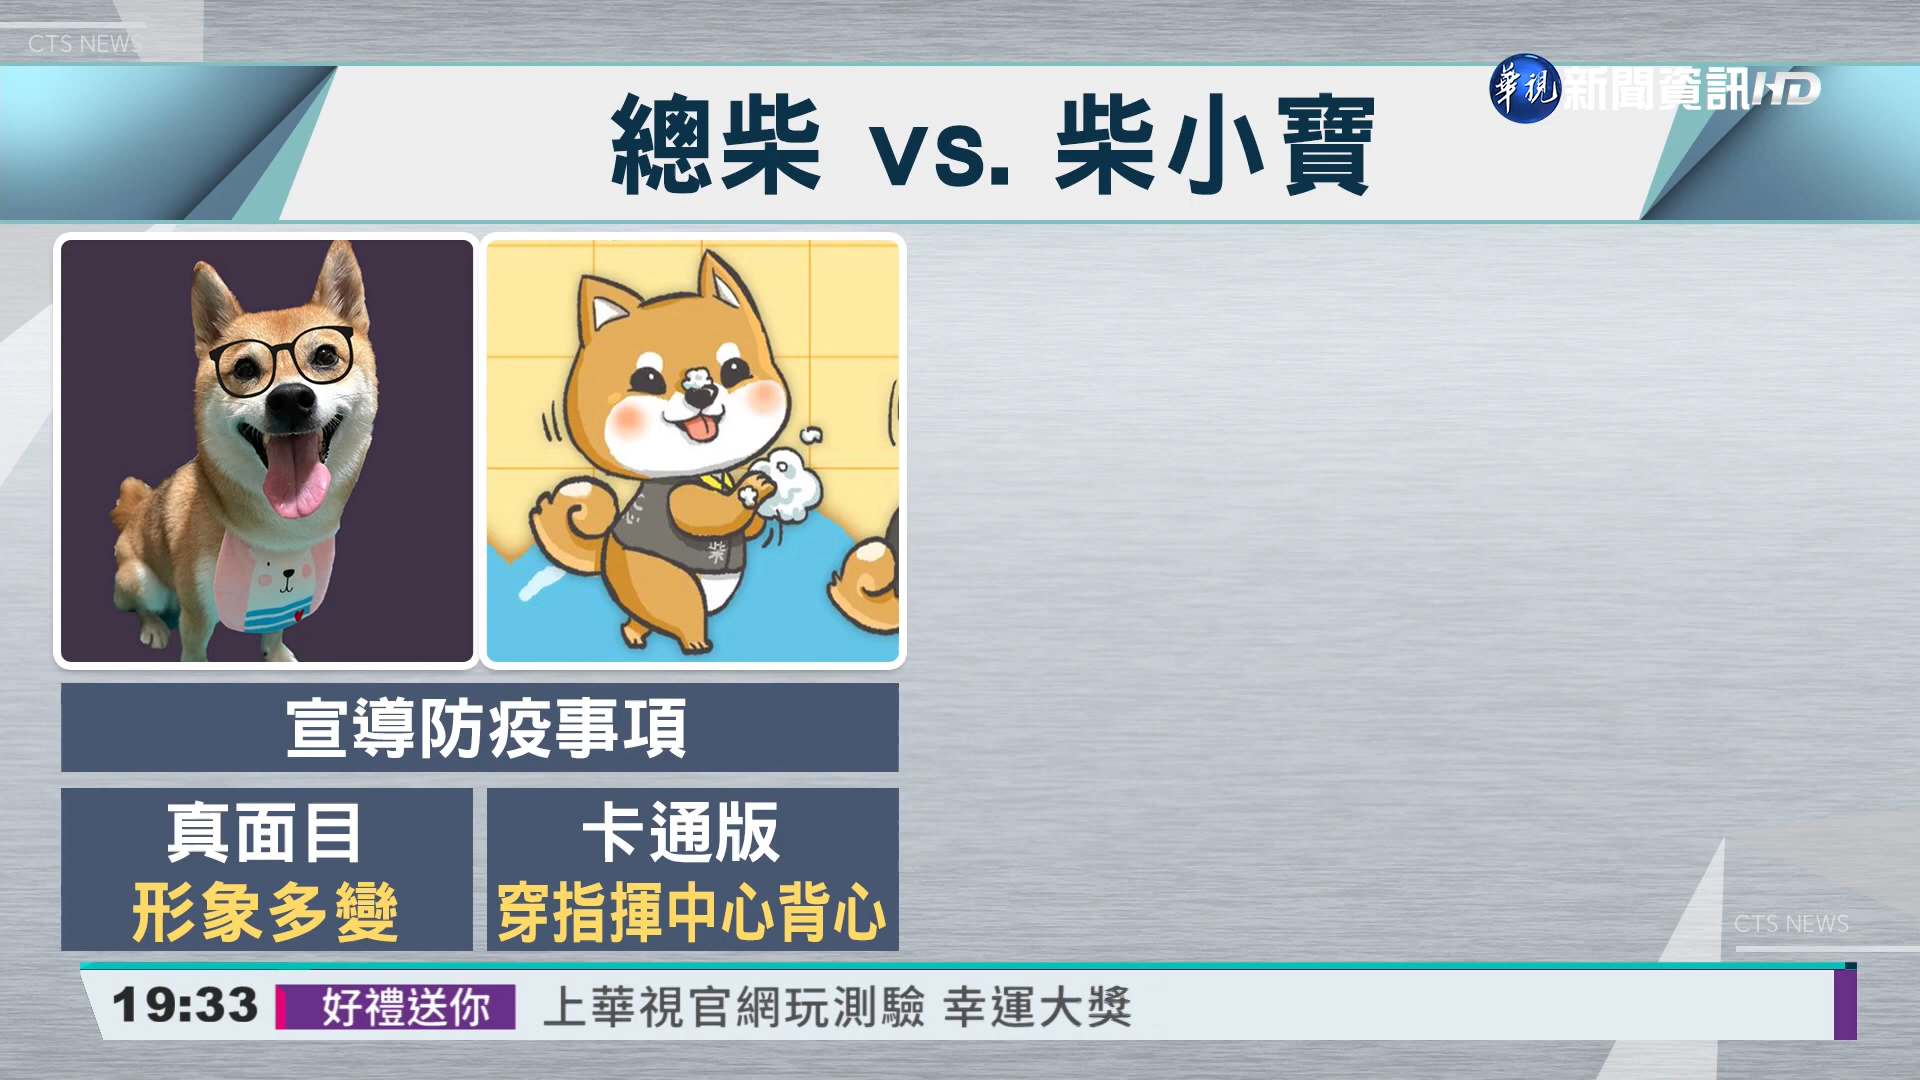 CTS NEWS
華視新聞資訊HD
總柴 vs. 柴小寶
柴
宣導防疫事項
真面目
形象多變
卡通版
穿指揮中心背心
CTS NEWS
19:33 好禮送你 上華視官網玩測驗 幸運大獎